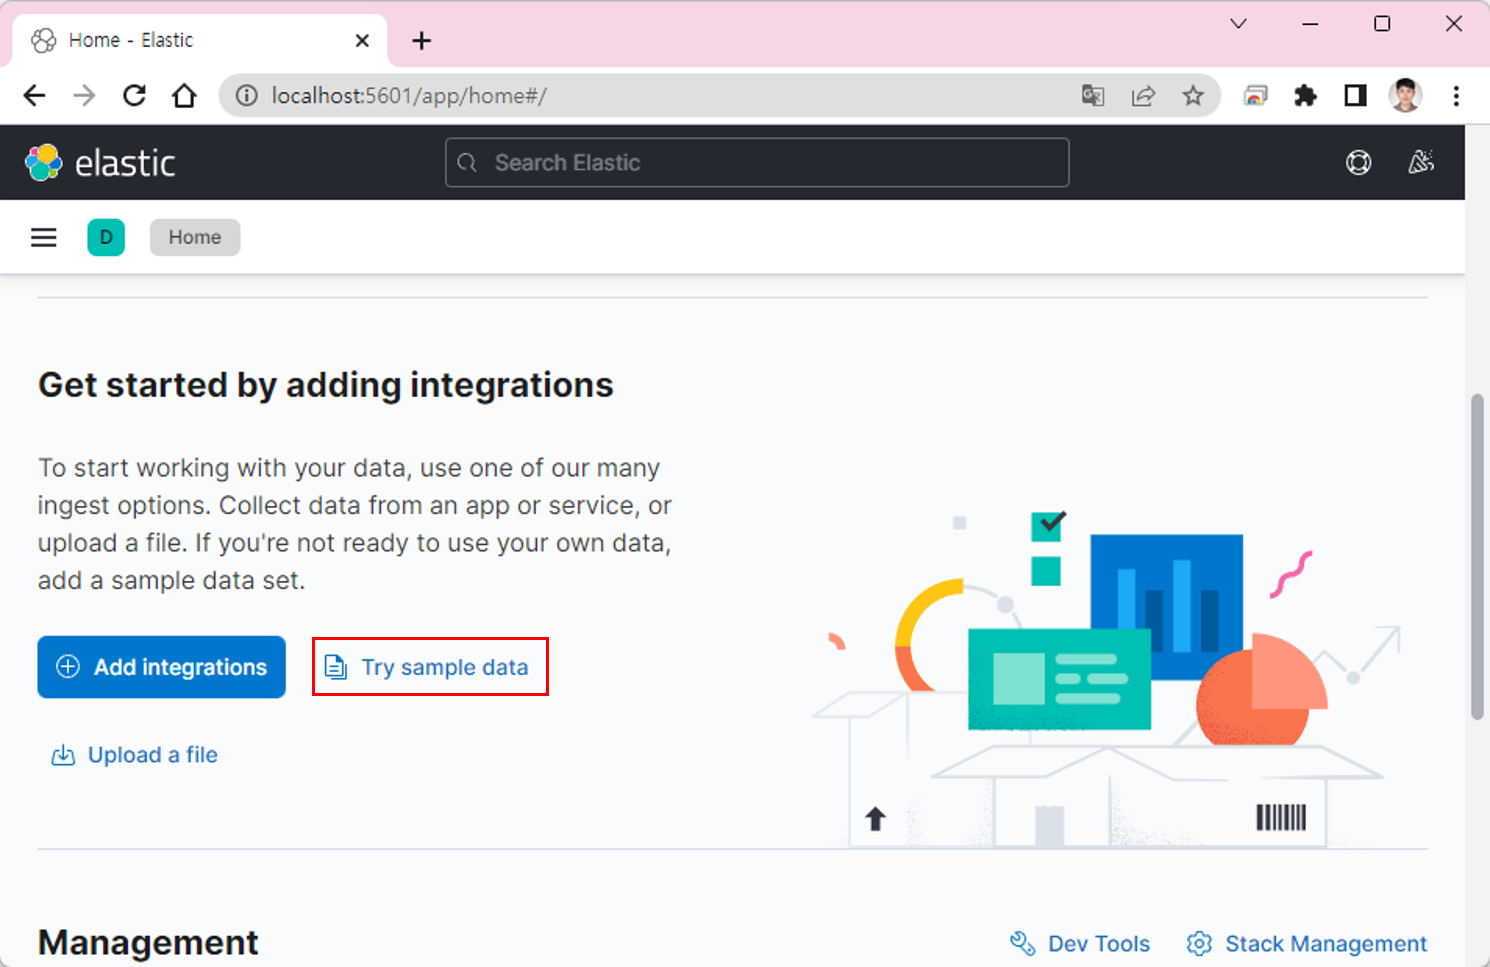 Home - Elastic
localhost:5601/app/home#/
elastic
Search Elastic
D
Home
Get started by adding integrations
To start working with your data, use one of our many
ingest options. Collect data from an app or service, or
upload a file. If you're not ready to use your own data,
add a sample data set.
Add integrations
Try sample data
Upload a file
Management
Dev Tools
Stack Management